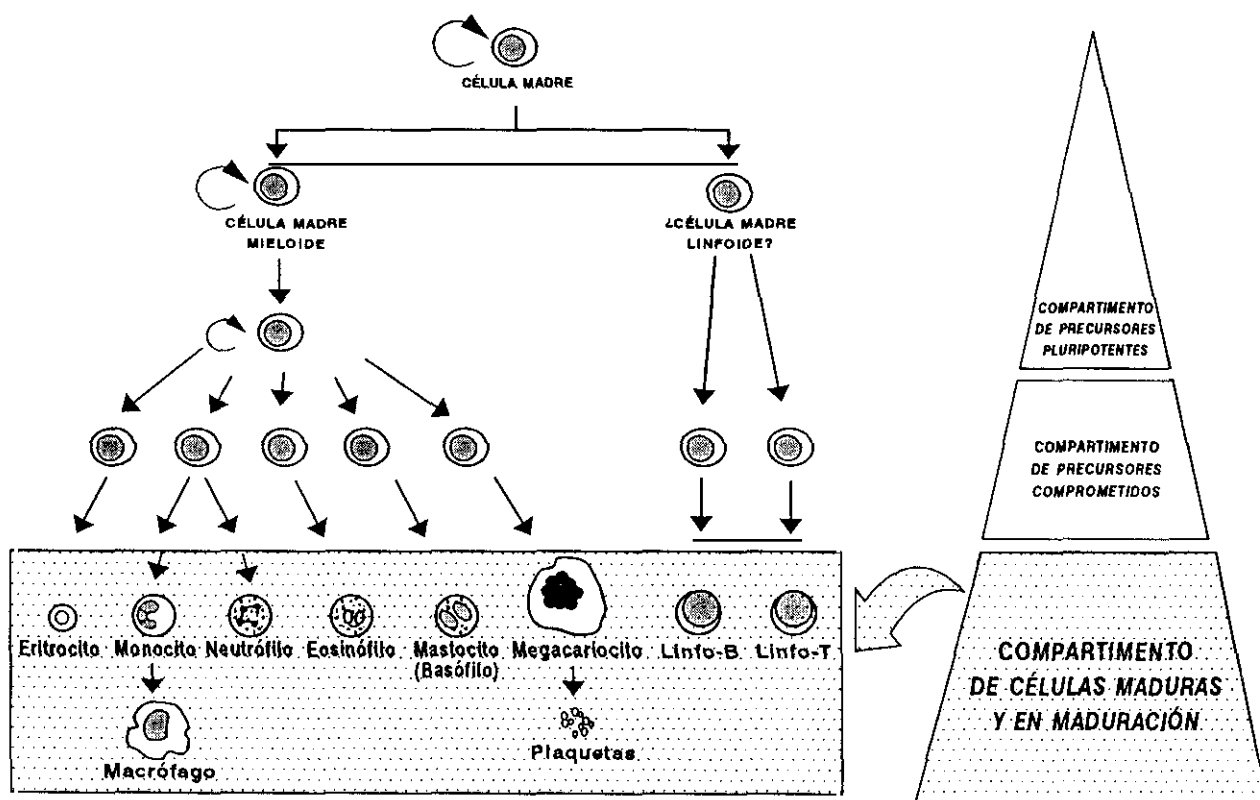 CÉLULA MADRE
CÉLULA MADRE
MIELOIDE
¿CÉLULA MADRE
LINFOIDE?
COMPARTIMENTO
DE PRECURSORES
PLURIPOTENTES
COMPARTIMENTO
DE PRECURSORES
COMPROMETIDOS
Eritrocito Monocito Neutrófilo Eosinófilo Mastocito Megacariocito Linfo-B Linfo-T
(Basófilo)
Macrófago
Plaquetas
COMPARTIMENTO
DE CÉLULAS MADURAS
Y EN MADURACIÓN